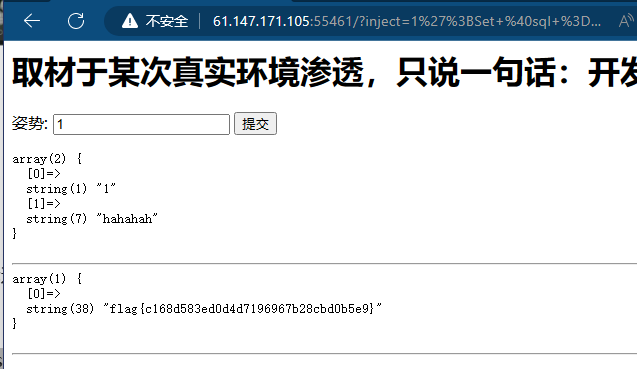 不安全 61.147.171.105:55461/?inject=1%27%3BSet+%40sql+%3D...
取材于某次真实环境渗透，只说一句话：开发
姿势: 1 提交
array(2) {
  [0]=>
  string(1) "1"
  [1]=>
  string(7) "hahahah"
}
array(1) {
  [0]=>
  string(38) "flag{c168d583ed0d4d7196967b28cbd0b5e9}"
}